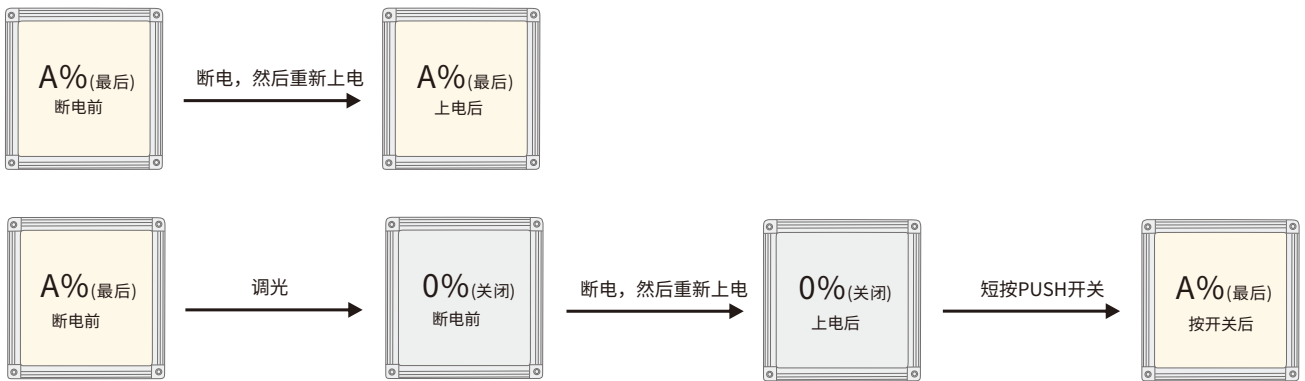 A%(最后)
断电前
断电，然后重新上电
A%(最后)
上电后
A%(最后)
断电前
调光
0%(关闭)
断电前
断电，然后重新上电
0%(关闭)
上电后
短按PUSH开关
A%(最后)
按开关后